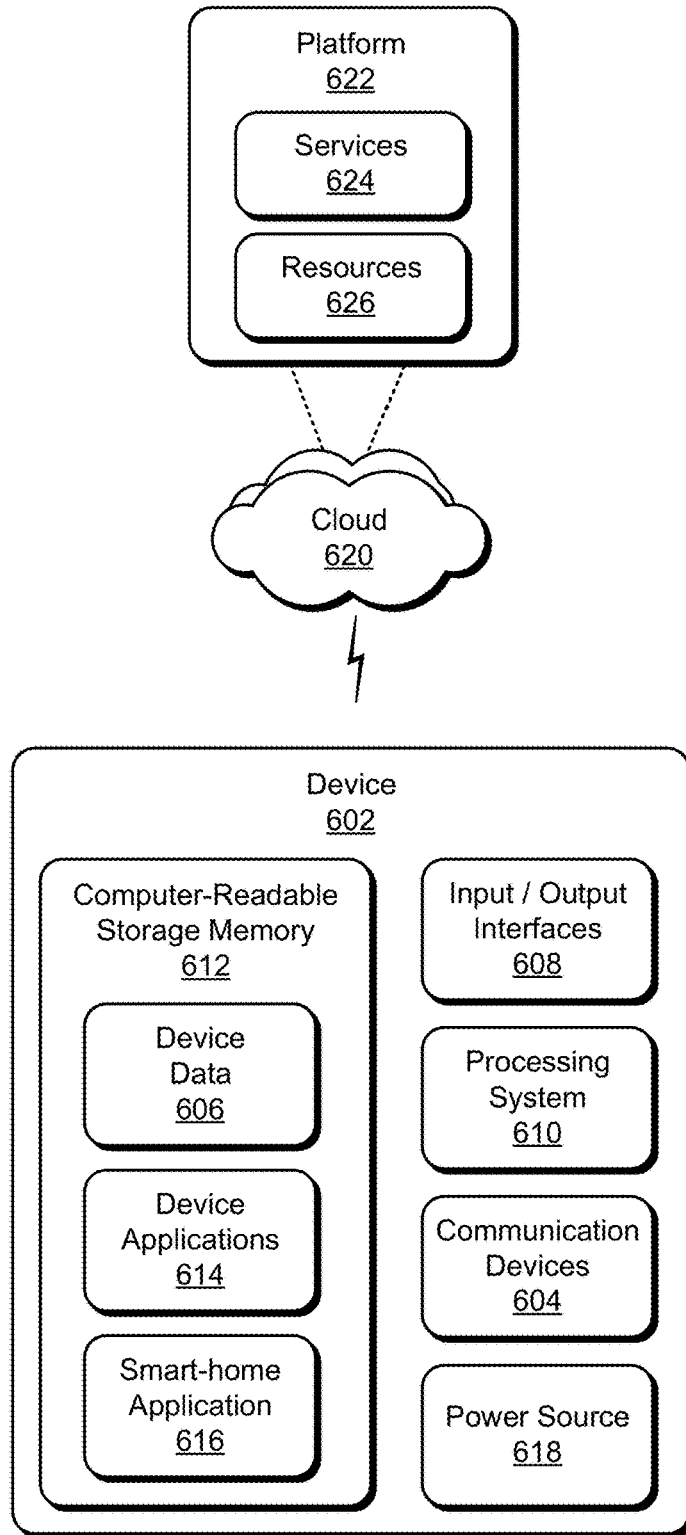 Platform
622
Services
624
Resources
626
Cloud
620
Device
602
Computer-Readable
Storage Memory
612
Device
Data
606
Device
Applications
614
Smart-home
Application
616
Input / Output
Interfaces
608
Processing
System
610
Communication
Devices
604
Power Source
618